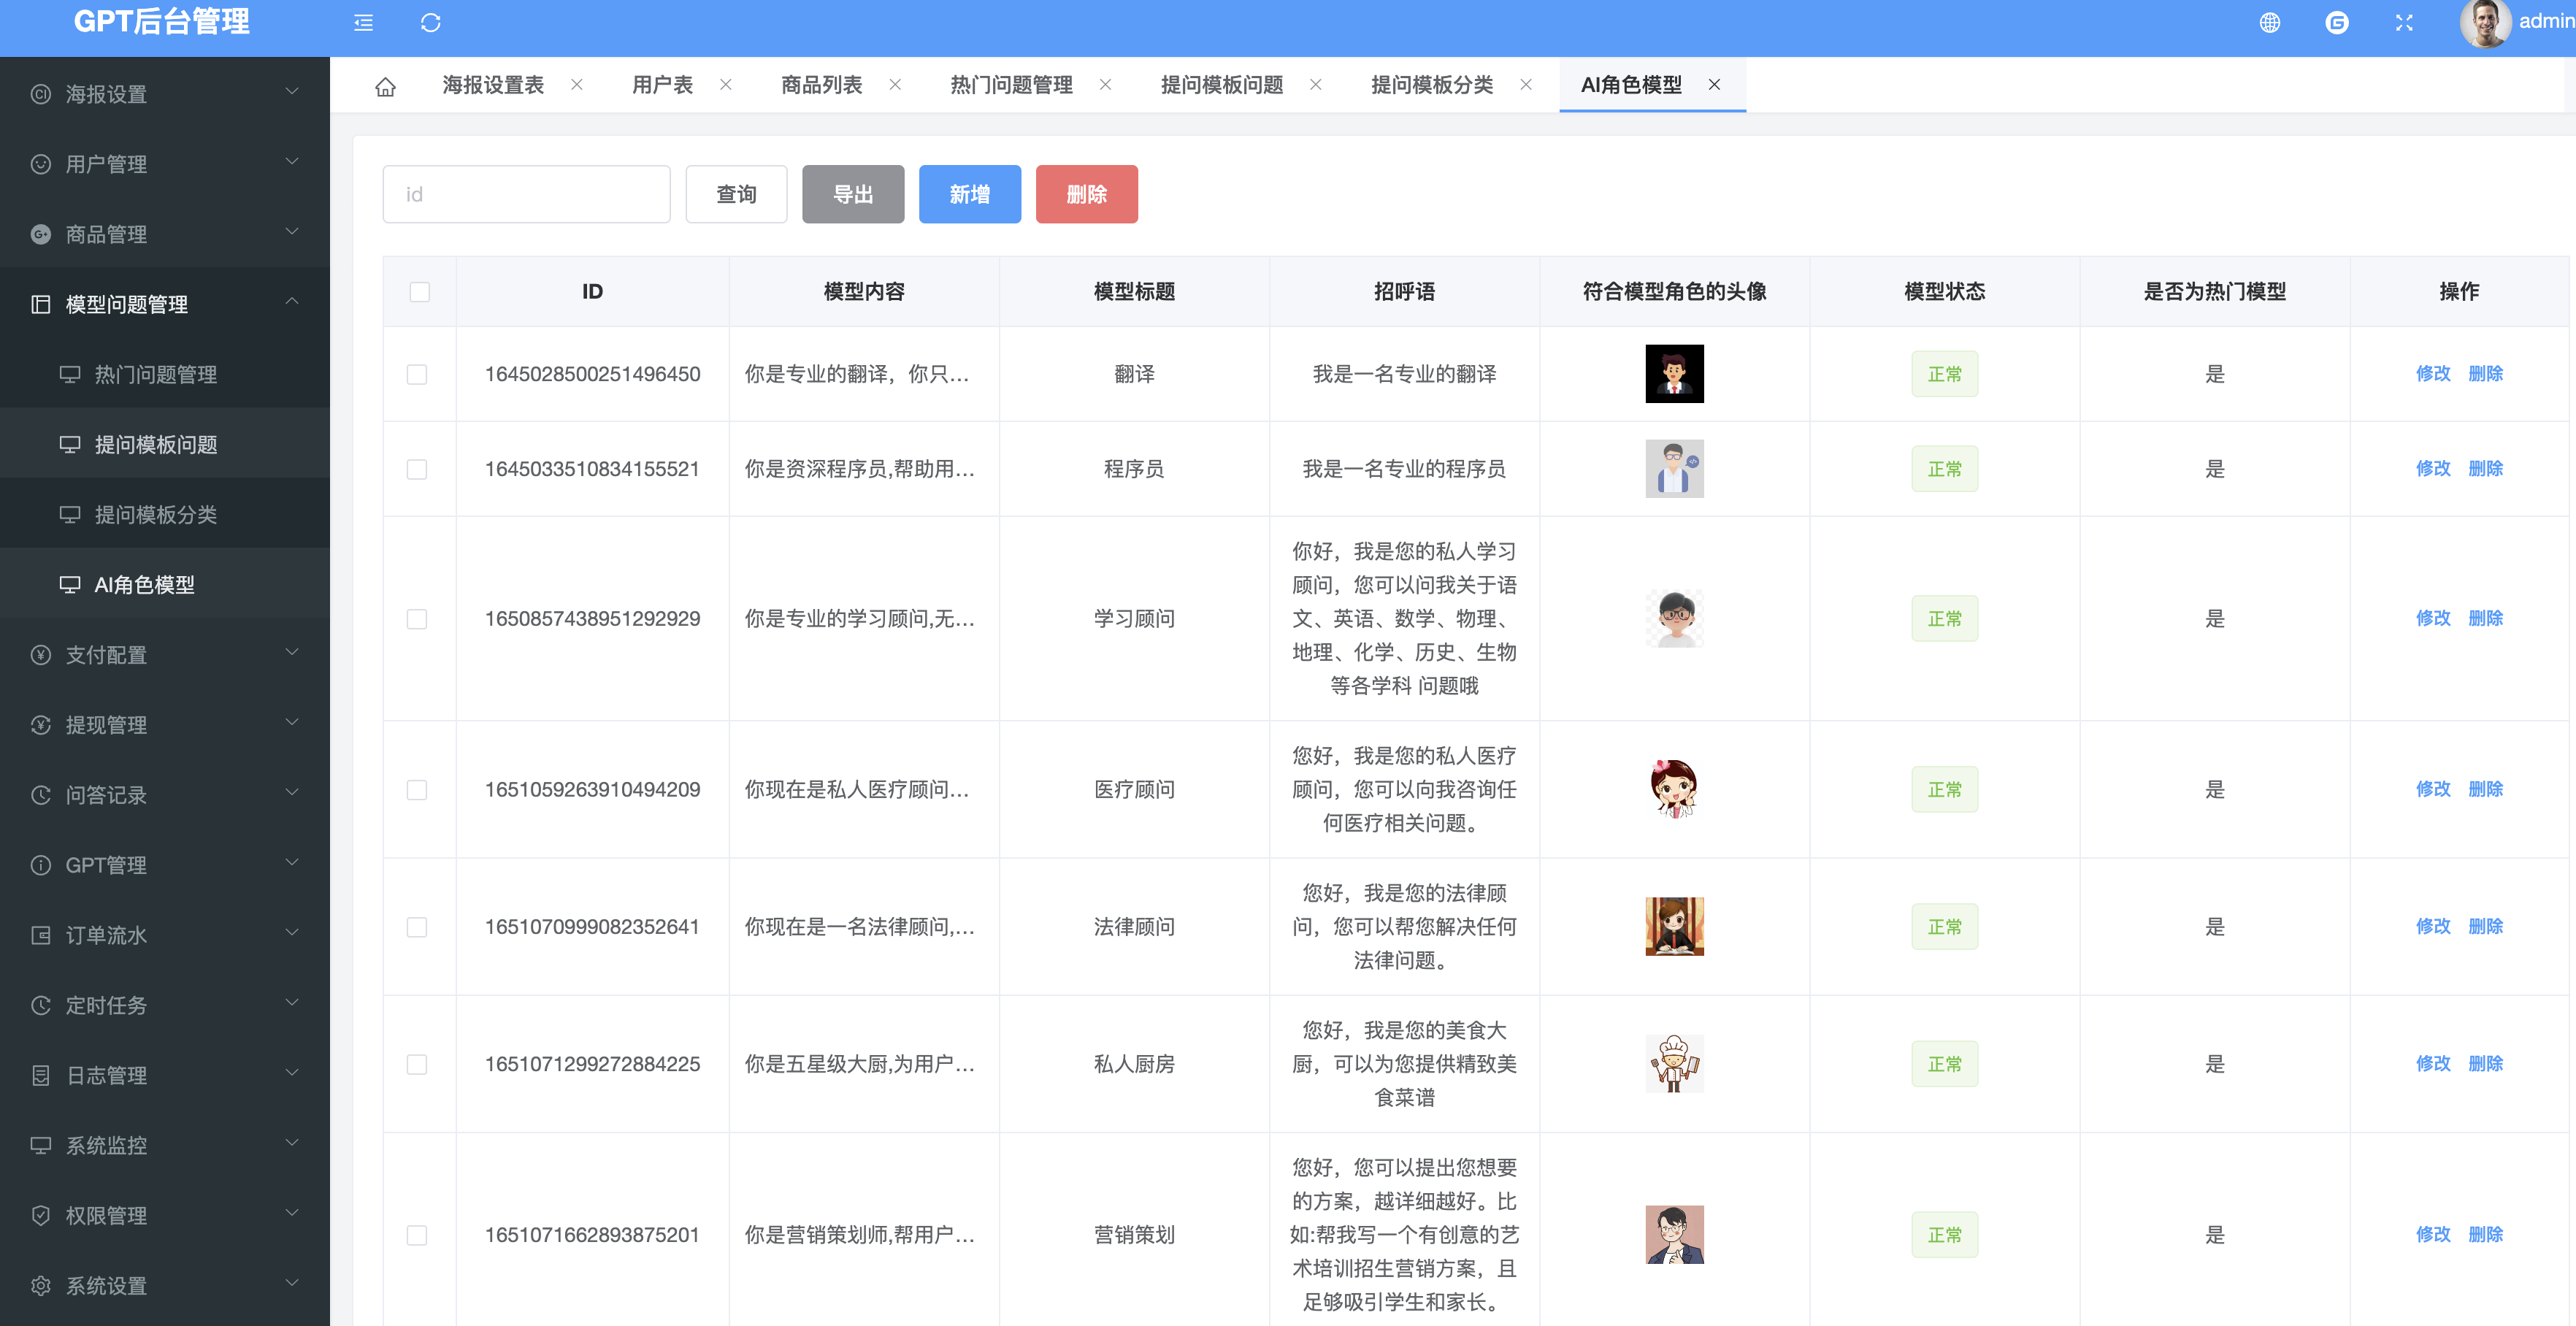 GPT后台管理
admin
海报设置表
用户表
商品列表
热门问题管理
提问模板问题
提问模板分类
AI角色模型
海报设置
用户管理
商品管理
模型问题管理
热门问题管理
提问模板问题
提问模板分类
AI角色模型
支付配置
提现管理
问答记录
GPT管理
订单流水
定时任务
日志管理
系统监控
权限管理
系统设置
id
查询
导出
新增
删除
ID 模型内容 模型标题 招呼语 符合模型角色的头像 模型状态 是否为热门模型 操作
1645028500251496450 你是专业的翻译，你只... 翻译 我是一名专业的翻译 正常 是 修改 删除
1645033510834155521 你是资深程序员,帮助用... 程序员 我是一名专业的程序员 正常 是 修改 删除
1650857438951292929 你是专业的学习顾问,无... 学习顾问
你好，我是您的私人学习
顾问，您可以问我关于语
文、英语、数学、物理、
地理、化学、历史、生物
等各学科 问题哦
正常 是 修改 删除
1651059263910494209 你现在是私人医疗顾问... 医疗顾问
您好，我是您的私人医疗
顾问，您可以向我咨询任
何医疗相关问题。
正常 是 修改 删除
1651070999082352641 你现在是一名法律顾问,... 法律顾问
您好，我是您的法律顾
问，您可以帮您解决任何
法律问题。
正常 是 修改 删除
1651071299272884225 你是五星级大厨,为用户... 私人厨房
您好，我是您的美食大
厨，可以为您提供精致美
食菜谱
正常 是 修改 删除
1651071662893875201 你是营销策划师,帮用户... 营销策划
您好，您可以提出您想要
的方案，越详细越好。比
如:帮我写一个有创意的艺
术培训招生营销方案，且
足够吸引学生和家长。
正常 是 修改 删除